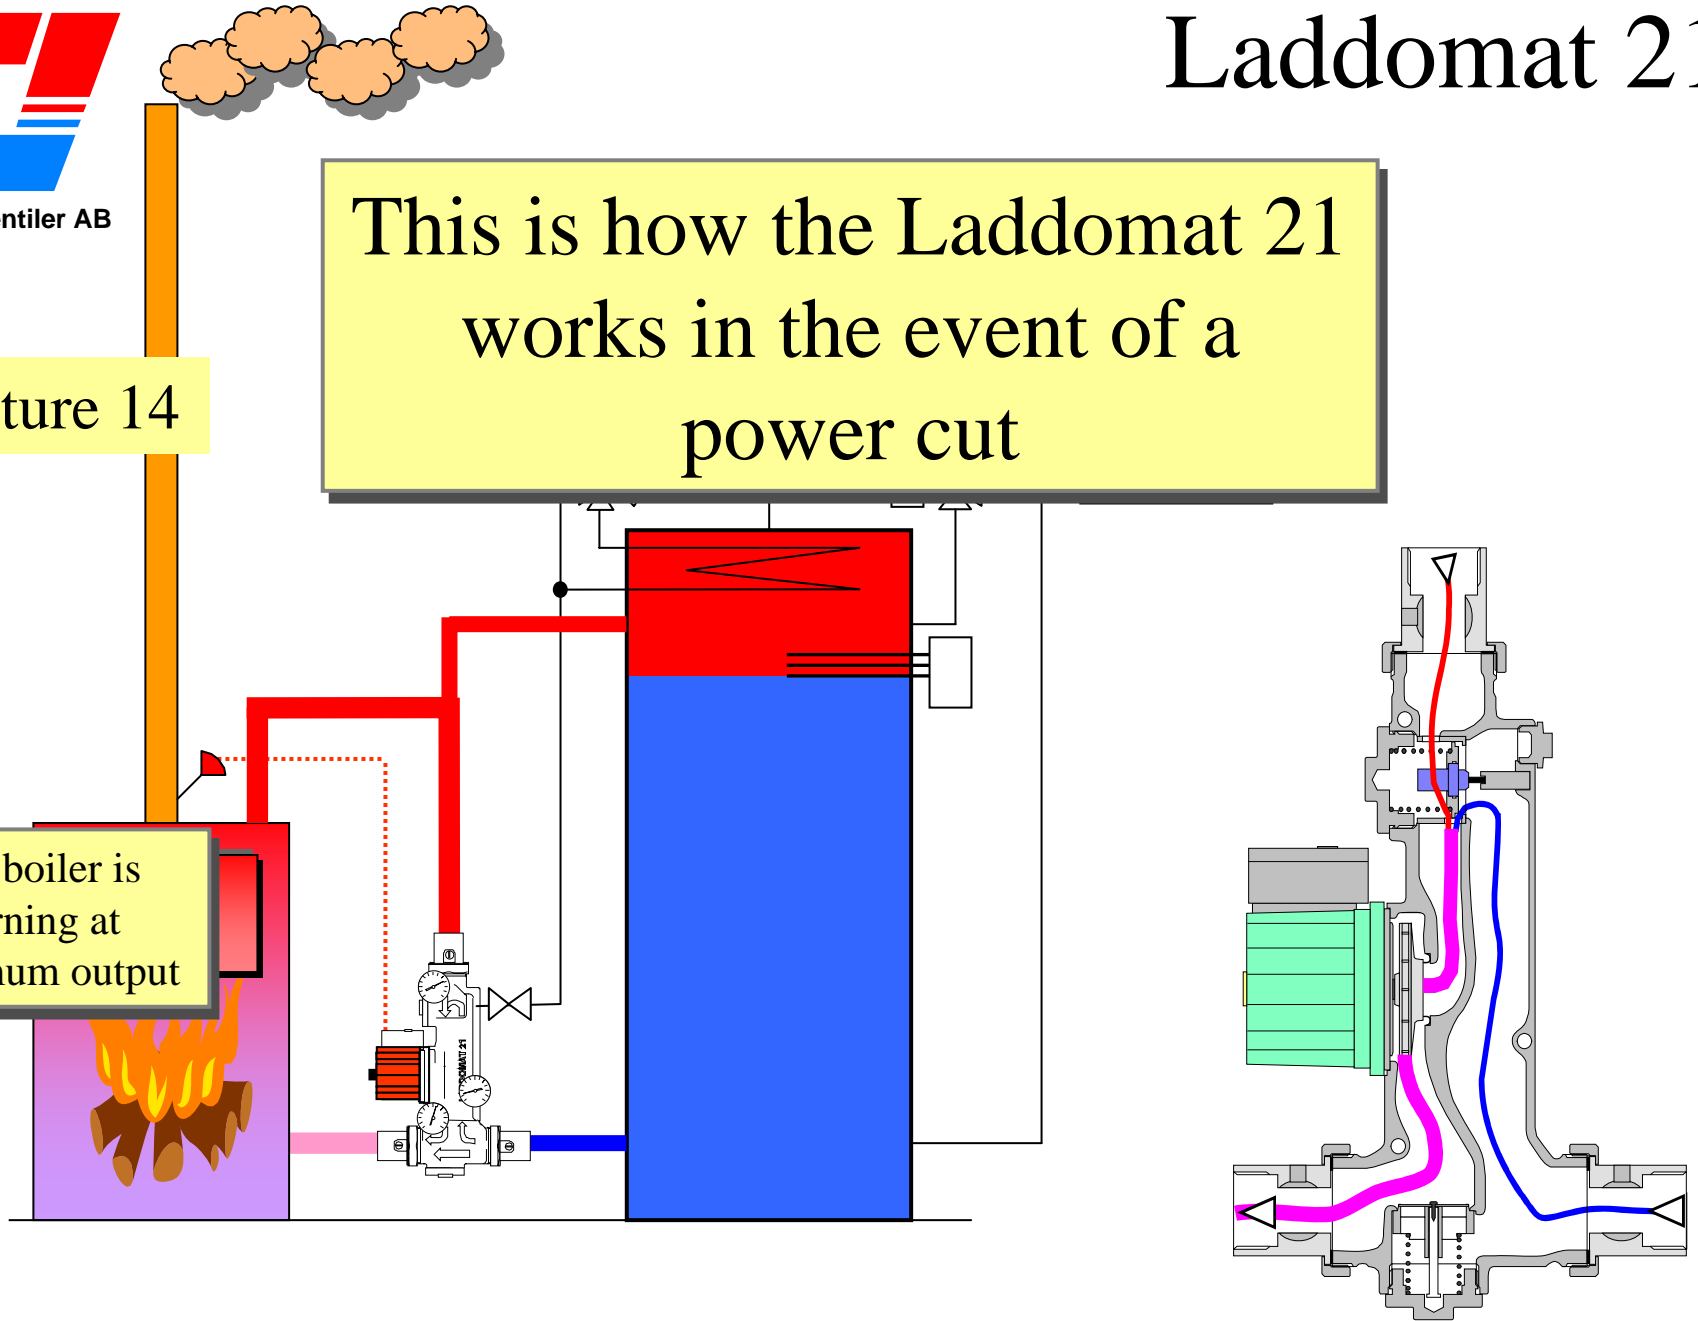 Laddomat 21
entiler AB
This is how the Laddomat 21
works in the event of a
power cut
ture 14
boiler is
rning at
num output